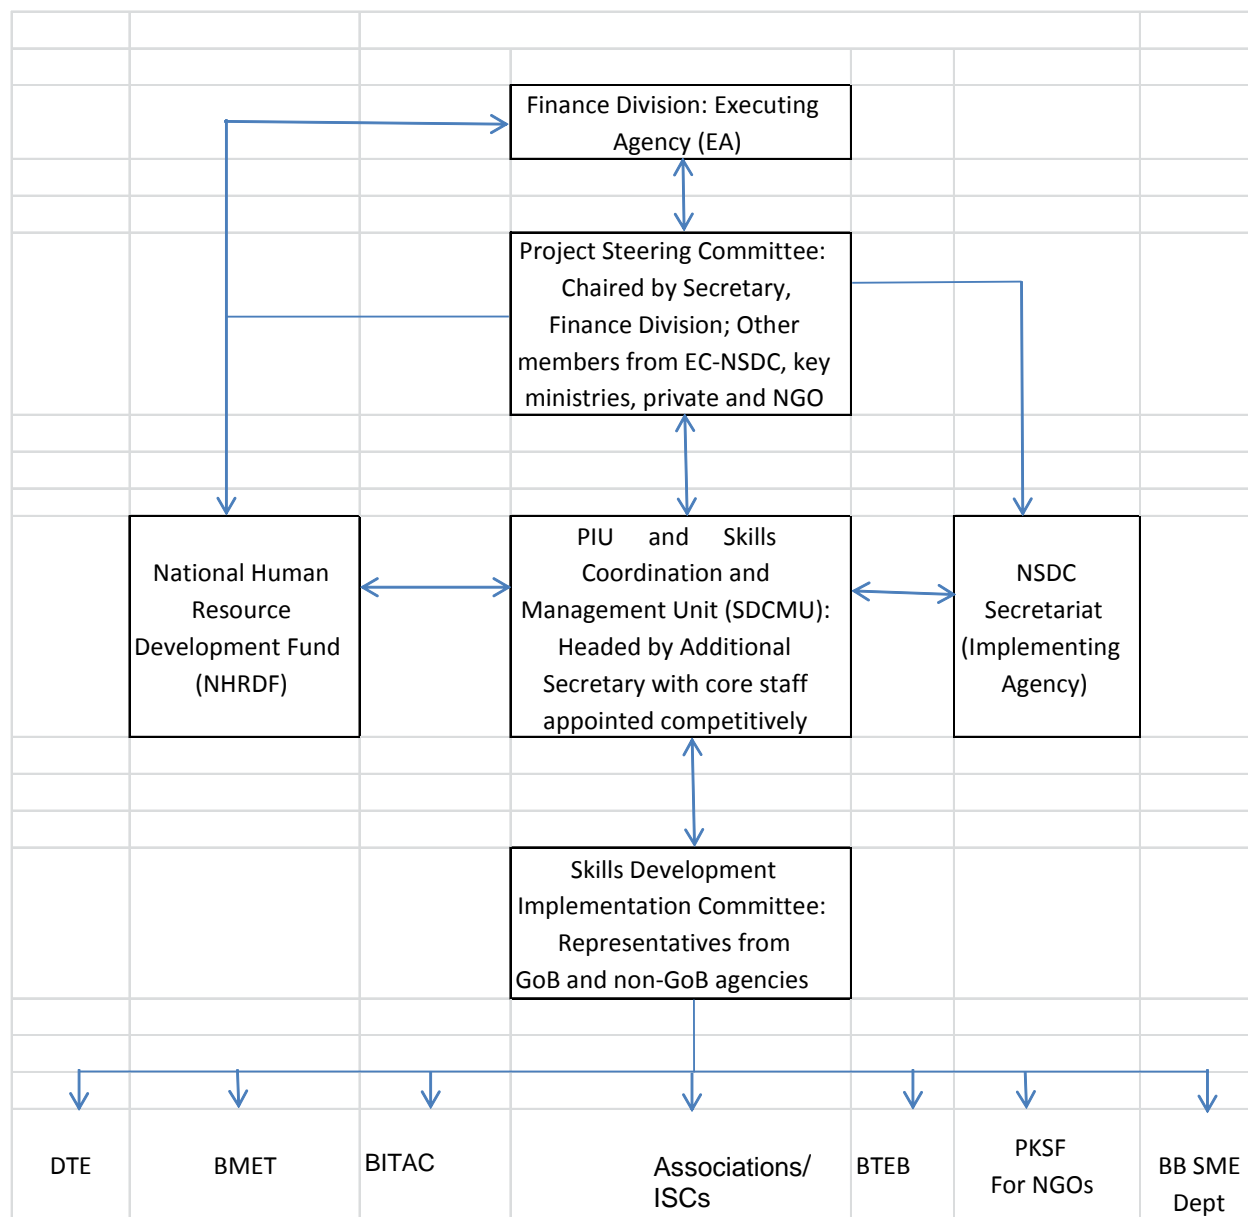 Finance Division: Executing
Agency (EA)
Project Steering Committee:
Chaired by Secretary,
Finance Division; Other
members from EC-NSDC, key
ministries, private and NGO
National Human
Resource
Development Fund
(NHRDF)
PIU and Skills
Coordination and
Management Unit (SDCMU):
Headed by Additional
Secretary with core staff
appointed competitively
NSDC
Secretariat
(Implementing
Agency)
Skills Development
Implementation Committee:
Representatives from
GoB and non-GoB agencies
DTE
BMET
BITAC
Associations/
ISCs
BTEB
PKSF
For NGOs
BB SME
Dept